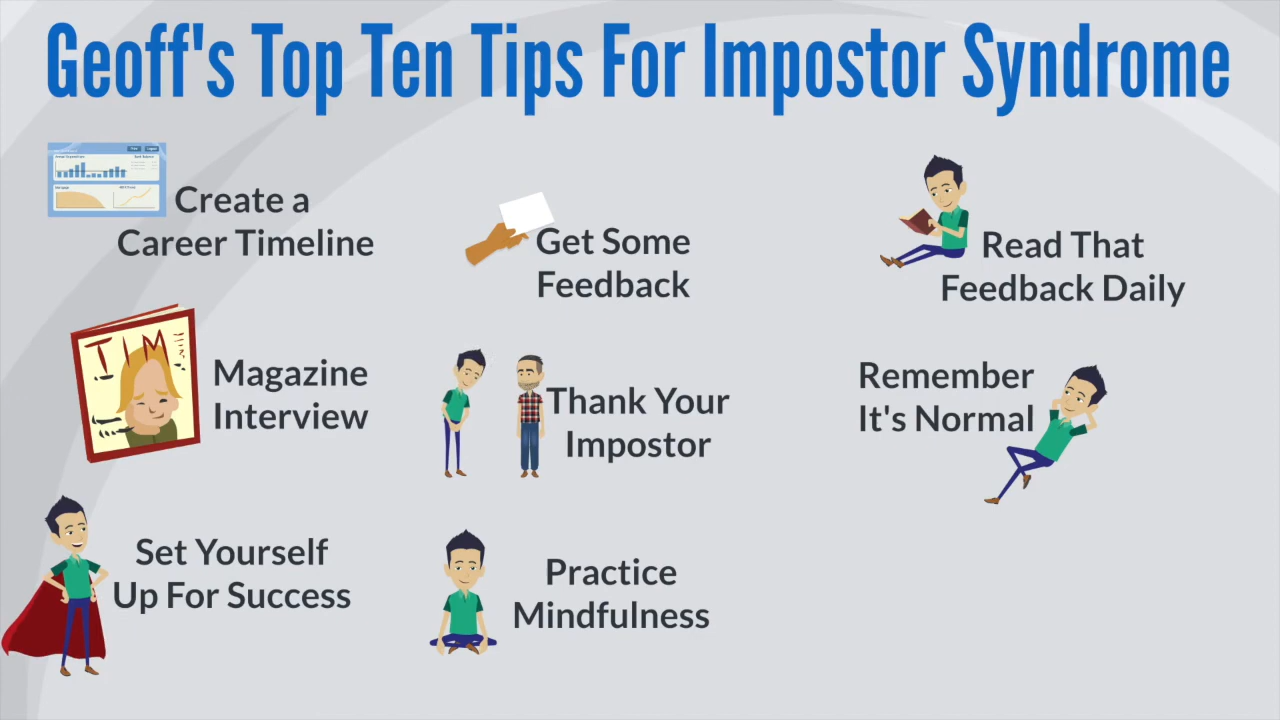 Geoff's Top Ten Tips For Impostor Syndrome
Create a
Career Timeline
Get Some
Feedback
Read That
Feedback Daily
TIM
Magazine
Interview
Thank Your
Impostor
Remember
It's Normal
Set Yourself
Up For Success
Practice
Mindfulness